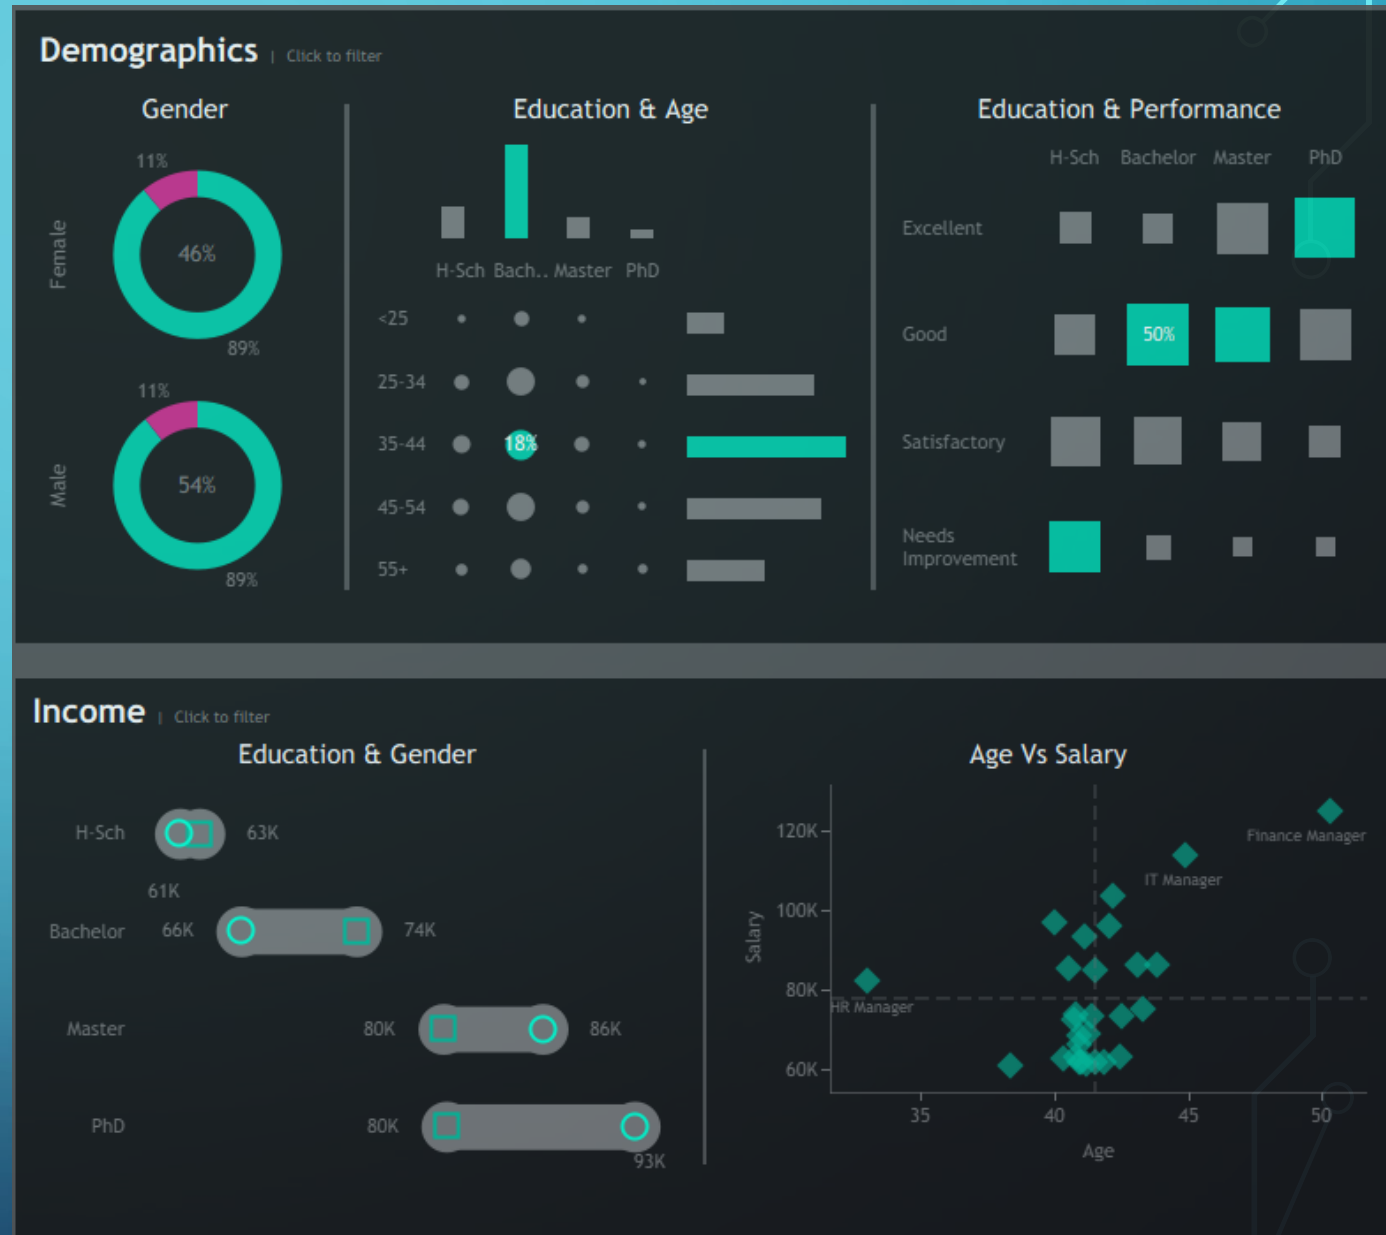 Demographics | Click to filter
Gender
11%
Female
46%
89%
11%
Male
54%
89%
Education & Age
H-Sch Bach.. Master PhD
<25
25-34
35-44 18%
45-54
55+
Education & Performance
H-Sch Bachelor Master PhD
Excellent
Good 50%
Satisfactory
Needs
Improvement
Income | Click to filter
Education & Gender
H-Sch 63K
61K
Bachelor 66K 74K
Master 80K 86K
PhD 80K
93K
Age Vs Salary
120K
Finance Manager
IT Manager
100K
Salary
80K
HR Manager
60K
35 40 45 50
Age